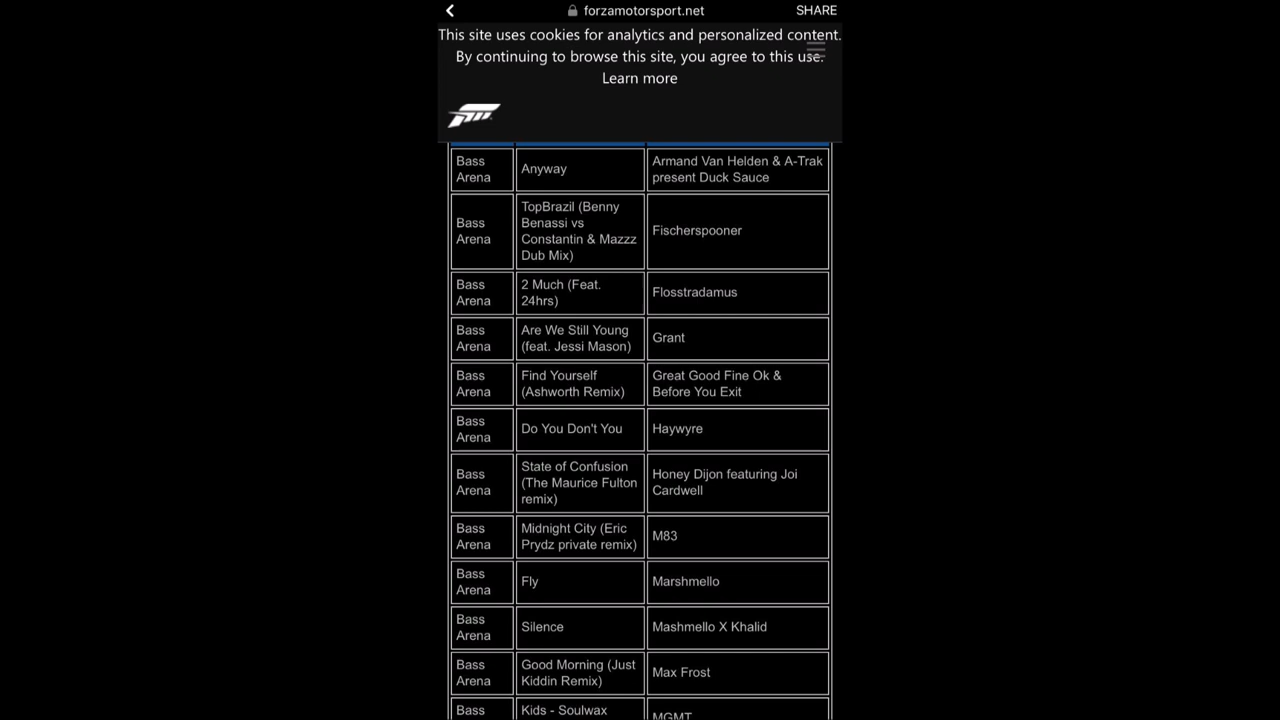 forzamotorsport.net
SHARE
This site uses cookies for analytics and personalized content.
By continuing to browse this site, you agree to this use.
Learn more
Bass
Arena
Anyway
Armand Van Helden & A-Trak
present Duck Sauce
Bass
Arena
TopBrazil (Benny
Benassi vs
Constantin & Mazzz
Dub Mix)
Fischerspooner
Bass
Arena
2 Much (Feat.
24hrs)
Flosstradamus
Bass
Arena
Are We Still Young
(feat. Jessi Mason)
Grant
Bass
Arena
Find Yourself
(Ashworth Remix)
Great Good Fine Ok &
Before You Exit
Bass
Arena
Do You Don't You
Haywyre
Bass
Arena
State of Confusion
(The Maurice Fulton
remix)
Honey Dijon featuring Joi
Cardwell
Bass
Arena
Midnight City (Eric
Prydz private remix)
M83
Bass
Arena
Fly
Marshmello
Bass
Arena
Silence
Mashmello X Khalid
Bass
Arena
Good Morning (Just
Kiddin Remix)
Max Frost
Bass
Kids - Soulwax
MGMT